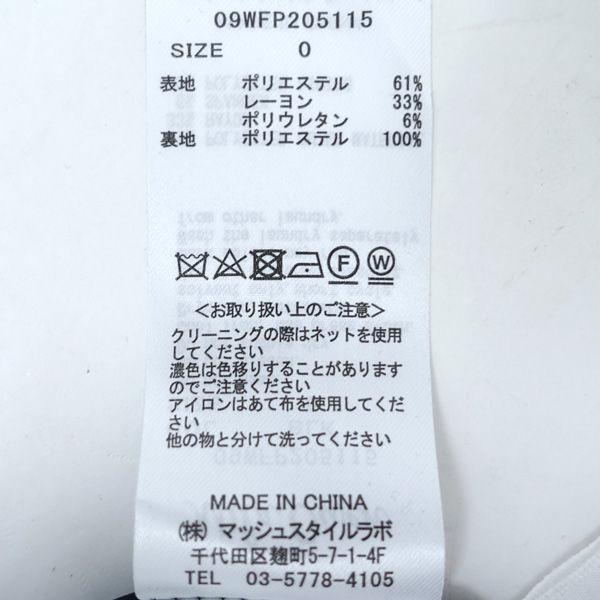 09WFP205115
SIZE 0
表地 ポリエステル 61%
レーヨン 33%
ポリウレタン 6%
裏地 ポリエステル 100%
F W
<お取り扱い上のご注意>
クリーニングの際はネットを使用
してください
濃色は色移りすることがあります
のでご注意ください
アイロンはあて布を使用してくだ
さい
他の物と分けて洗ってください
MADE IN CHINA
(株) マッシュスタイルラボ
千代田区麹町5-7-1-4F
TEL 03-5778-4105